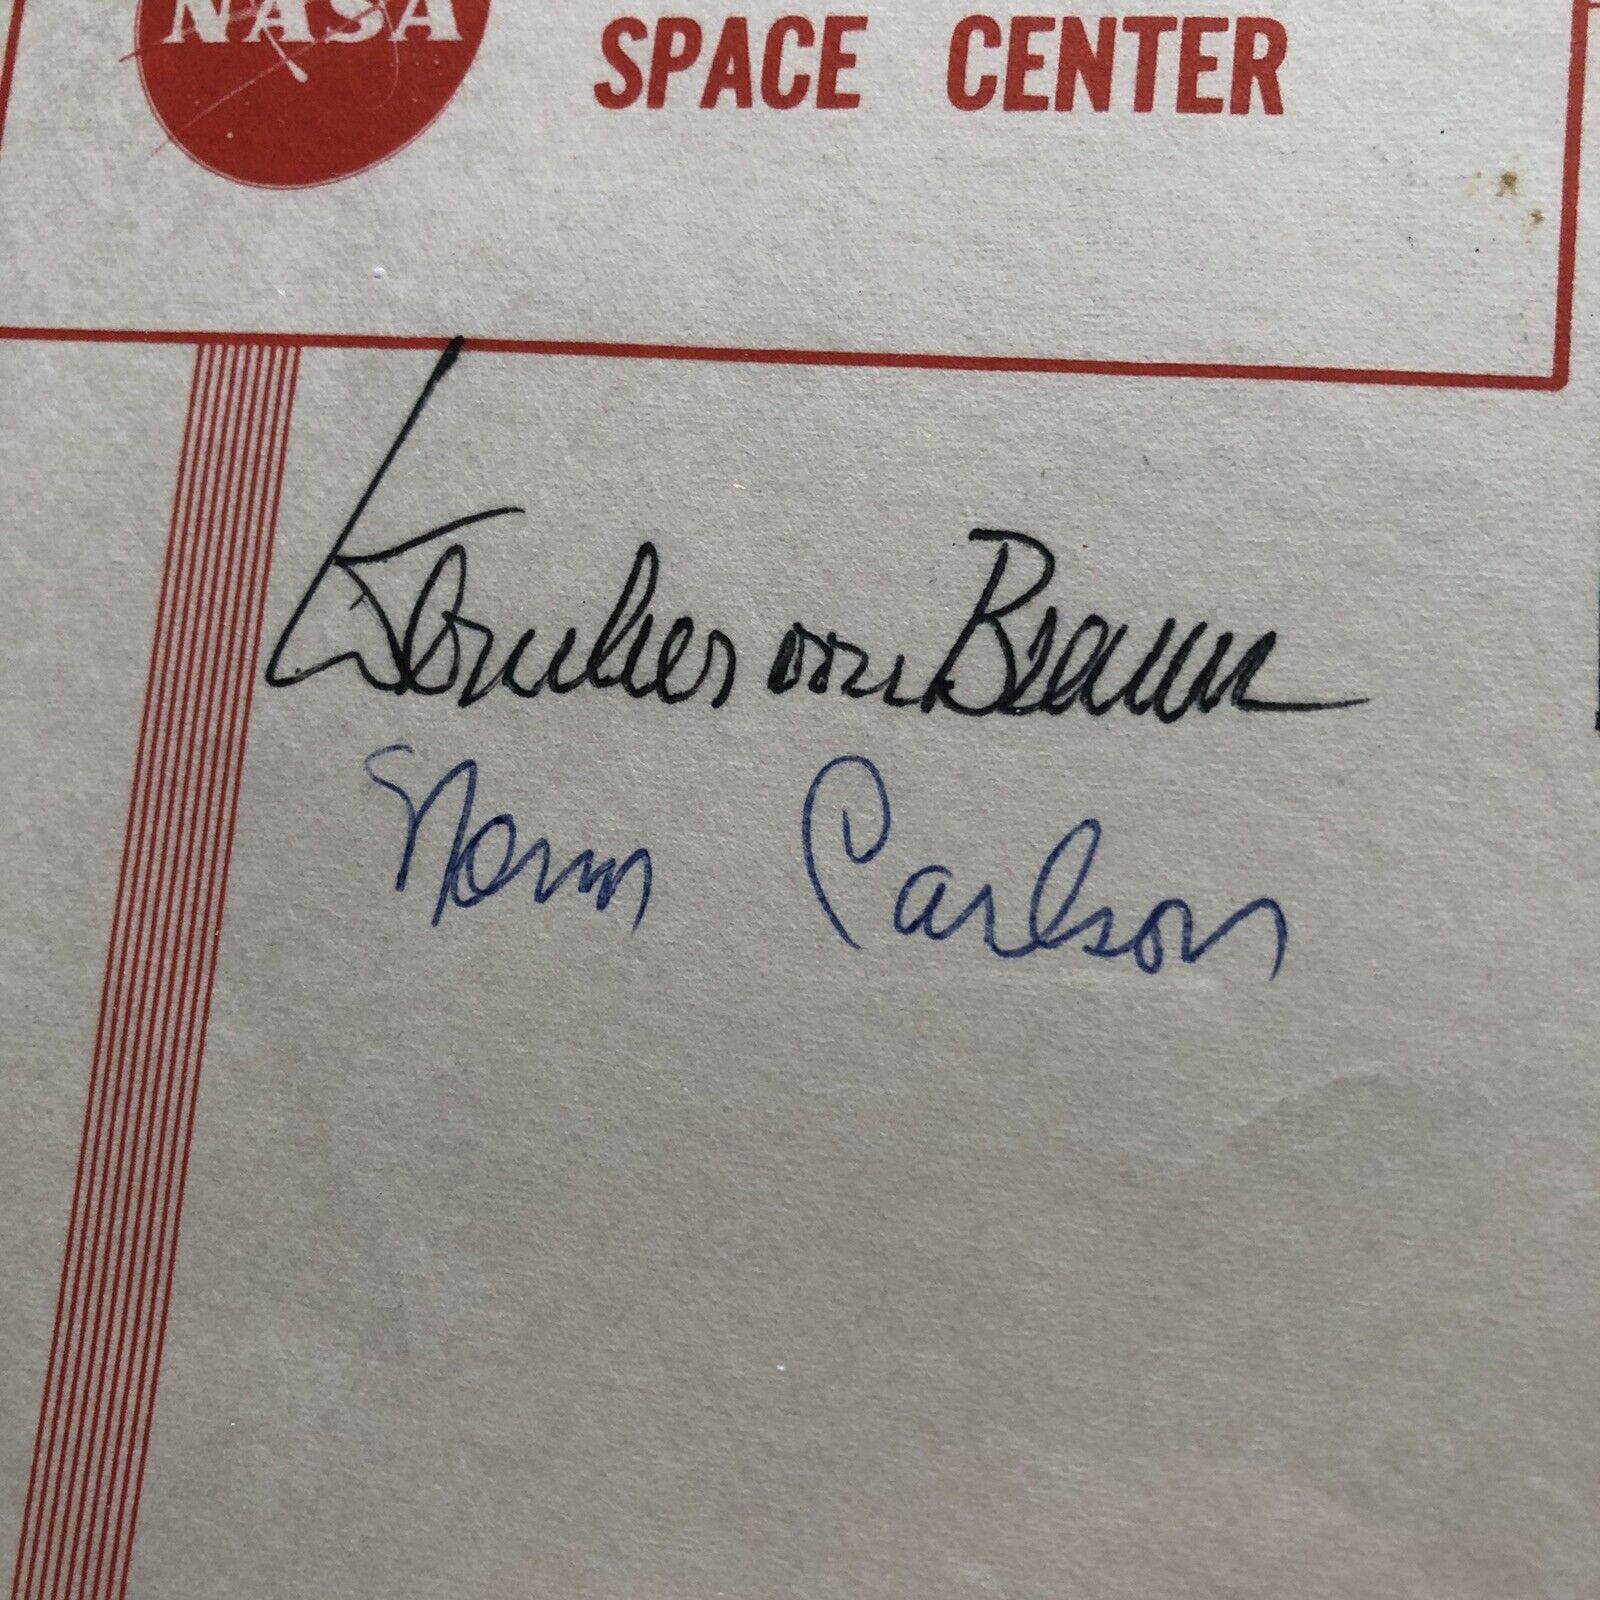 NASA
SPACE CENTER
Wernher von Braun
Norm Carlson